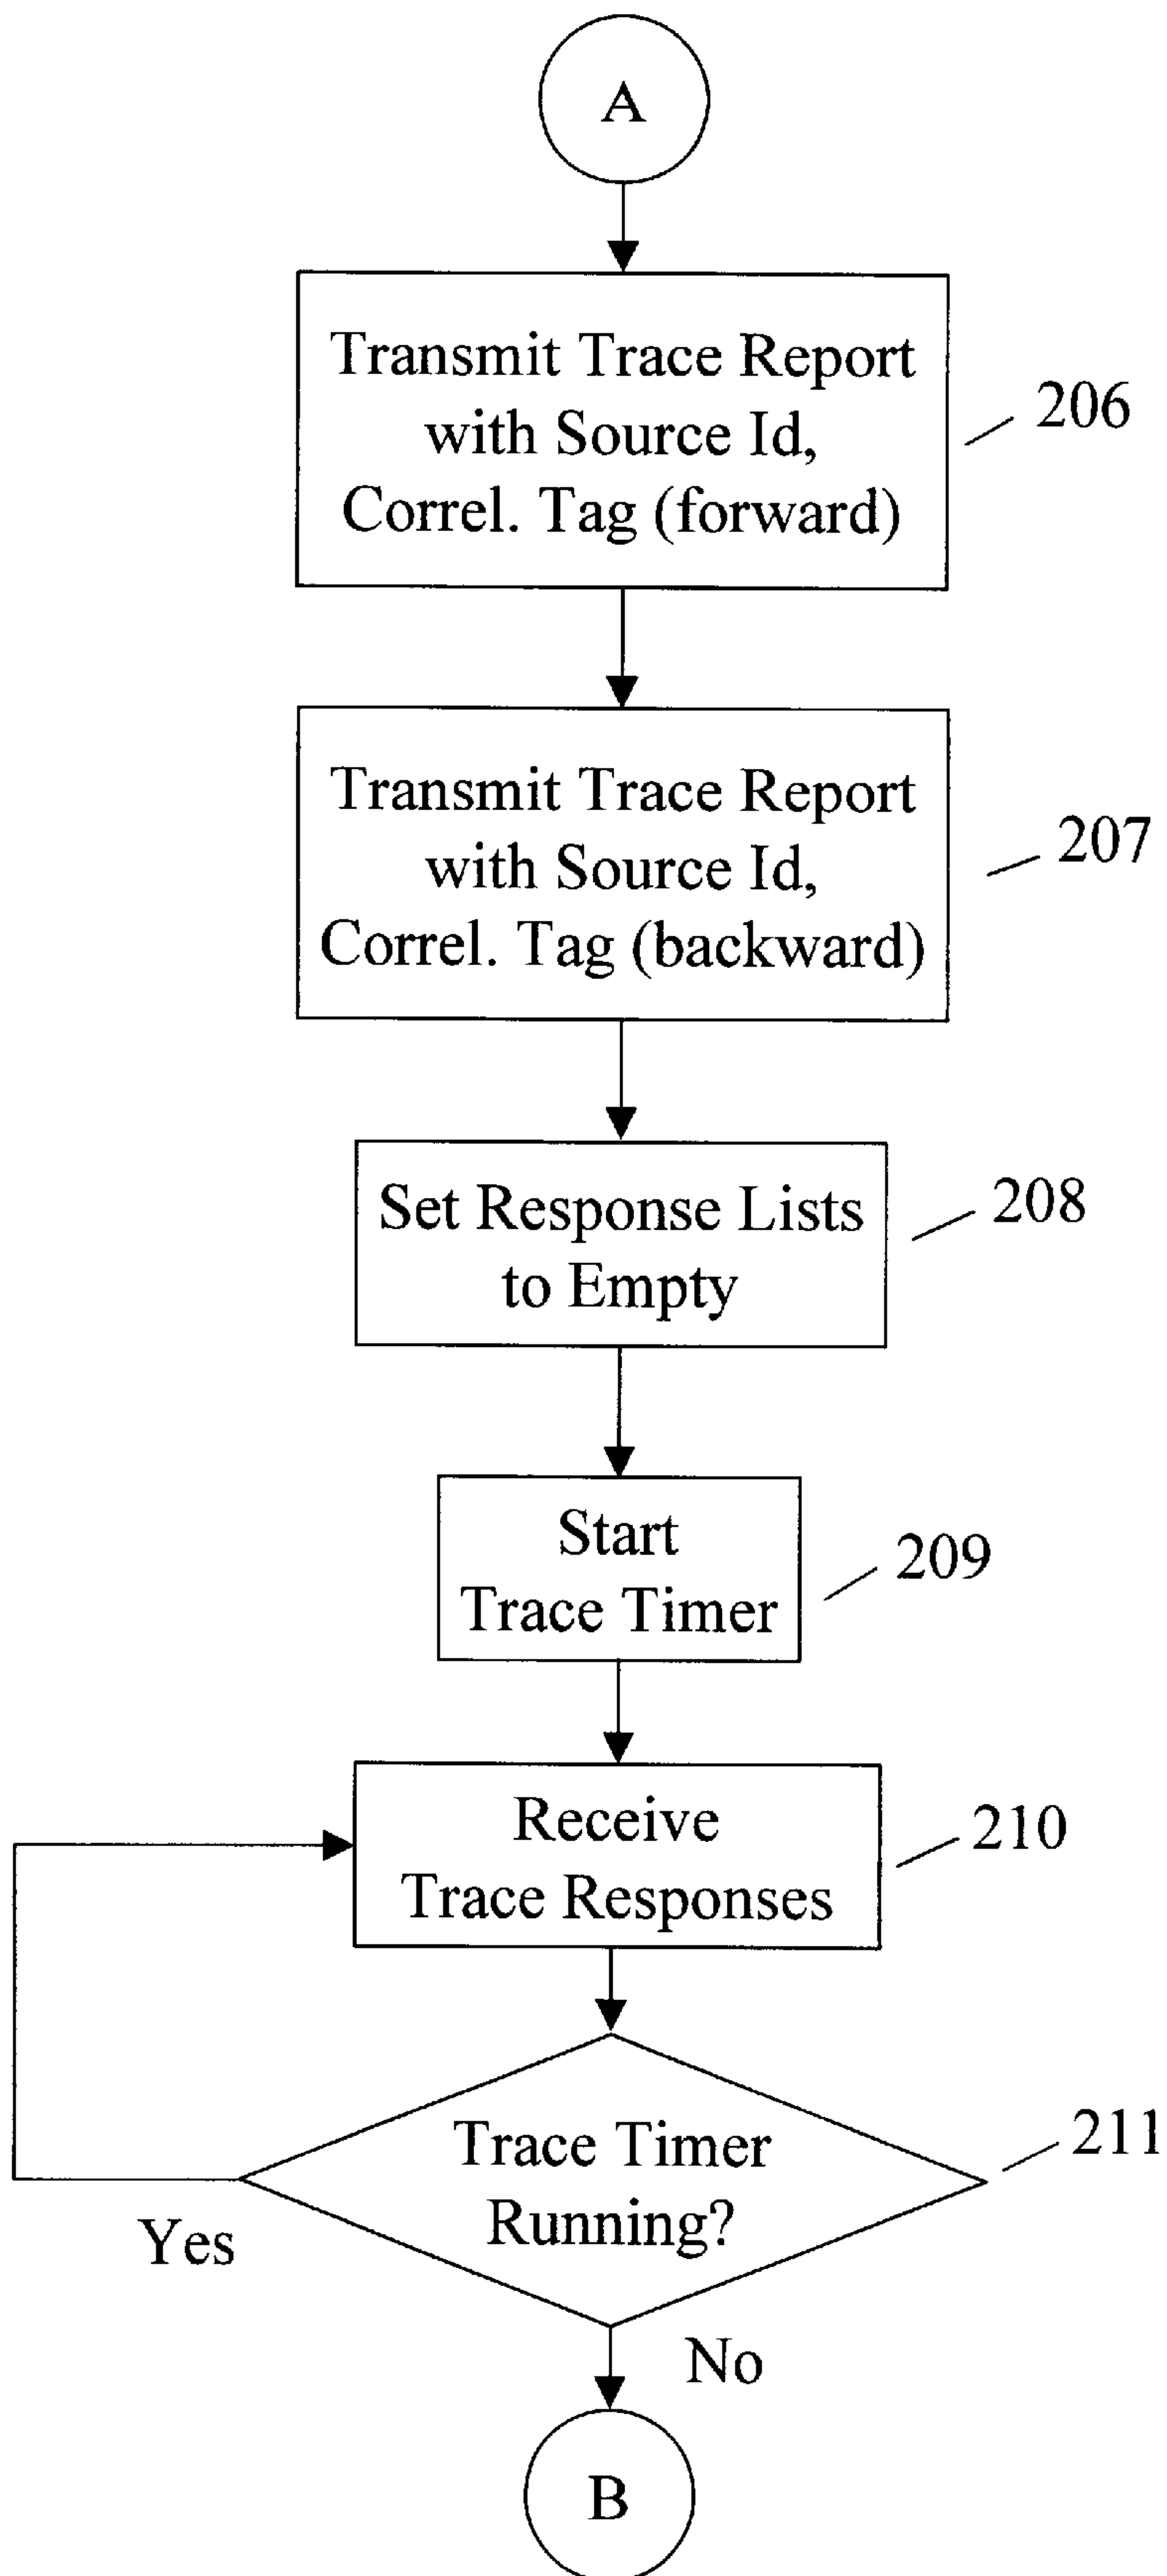 A
Transmit Trace Report
with Source Id,
Correl. Tag (forward)
206
Transmit Trace Report
with Source Id,
Correl. Tag (backward)
207
Set Response Lists
to Empty
208
Start
Trace Timer
209
Receive
Trace Responses
210
Trace Timer
Running?
211
Yes
No
B